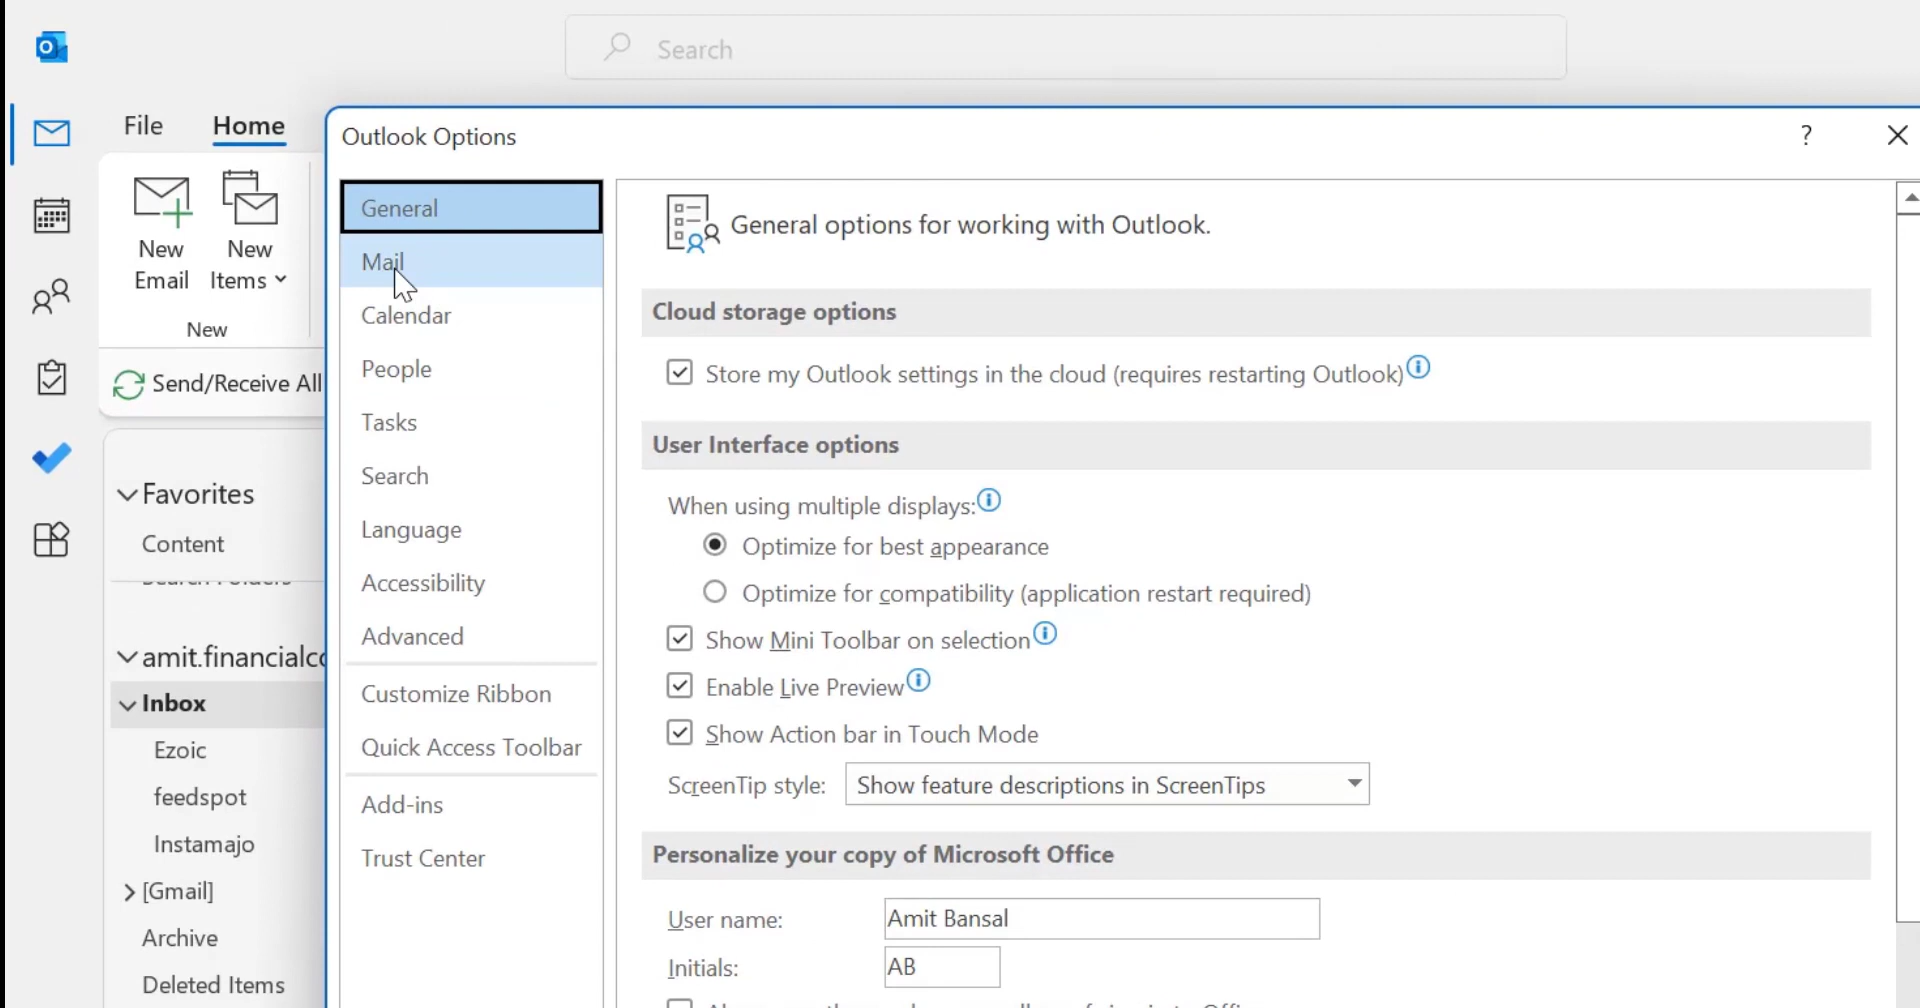 Search
File
Home
Outlook Options
?
New
Email
New
Items
New
Send/Receive All
Favorites
Content
Search Folders
amit.financialco
Inbox
Ezoic
feedspot
Instamajo
[Gmail]
Archive
Deleted Items
General
Mail
Calendar
People
Tasks
Search
Language
Accessibility
Advanced
Customize Ribbon
Quick Access Toolbar
Add-ins
Trust Center
General options for working with Outlook.
Cloud storage options
Store my Outlook settings in the cloud (requires restarting Outlook)
User Interface options
When using multiple displays:
Optimize for best appearance
Optimize for compatibility (application restart required)
Show Mini Toolbar on selection
Enable Live Preview
Show Action bar in Touch Mode
ScreenTip style: Show feature descriptions in ScreenTips
Personalize your copy of Microsoft Office
User name: Amit Bansal
Initials: AB